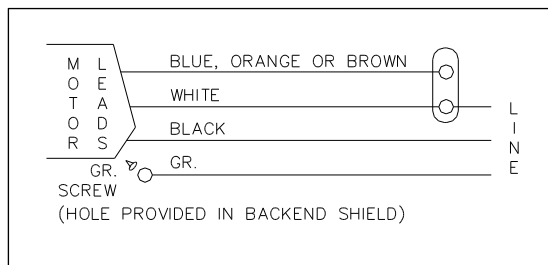 MOTOR LEADS
BLUE, ORANGE OR BROWN
WHITE
BLACK
GR.
GR. SCREW
(HOLE PROVIDED IN BACKEND SHIELD)
LINE